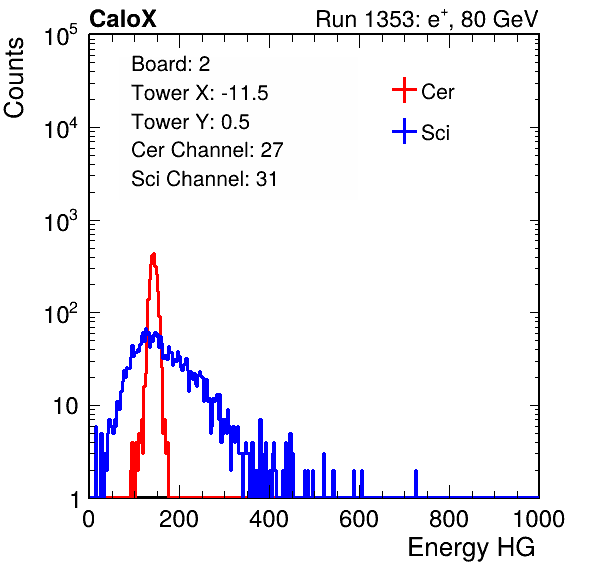 CaloX Run 1353: e⁺, 80 GeV
Counts
10⁵
10⁴
10³
10²
10
1
Board: 2
Tower X: -11.5
Tower Y: 0.5
Cer Channel: 27
Sci Channel: 31
Cer
Sci
0 200 400 600 800 1000
Energy HG